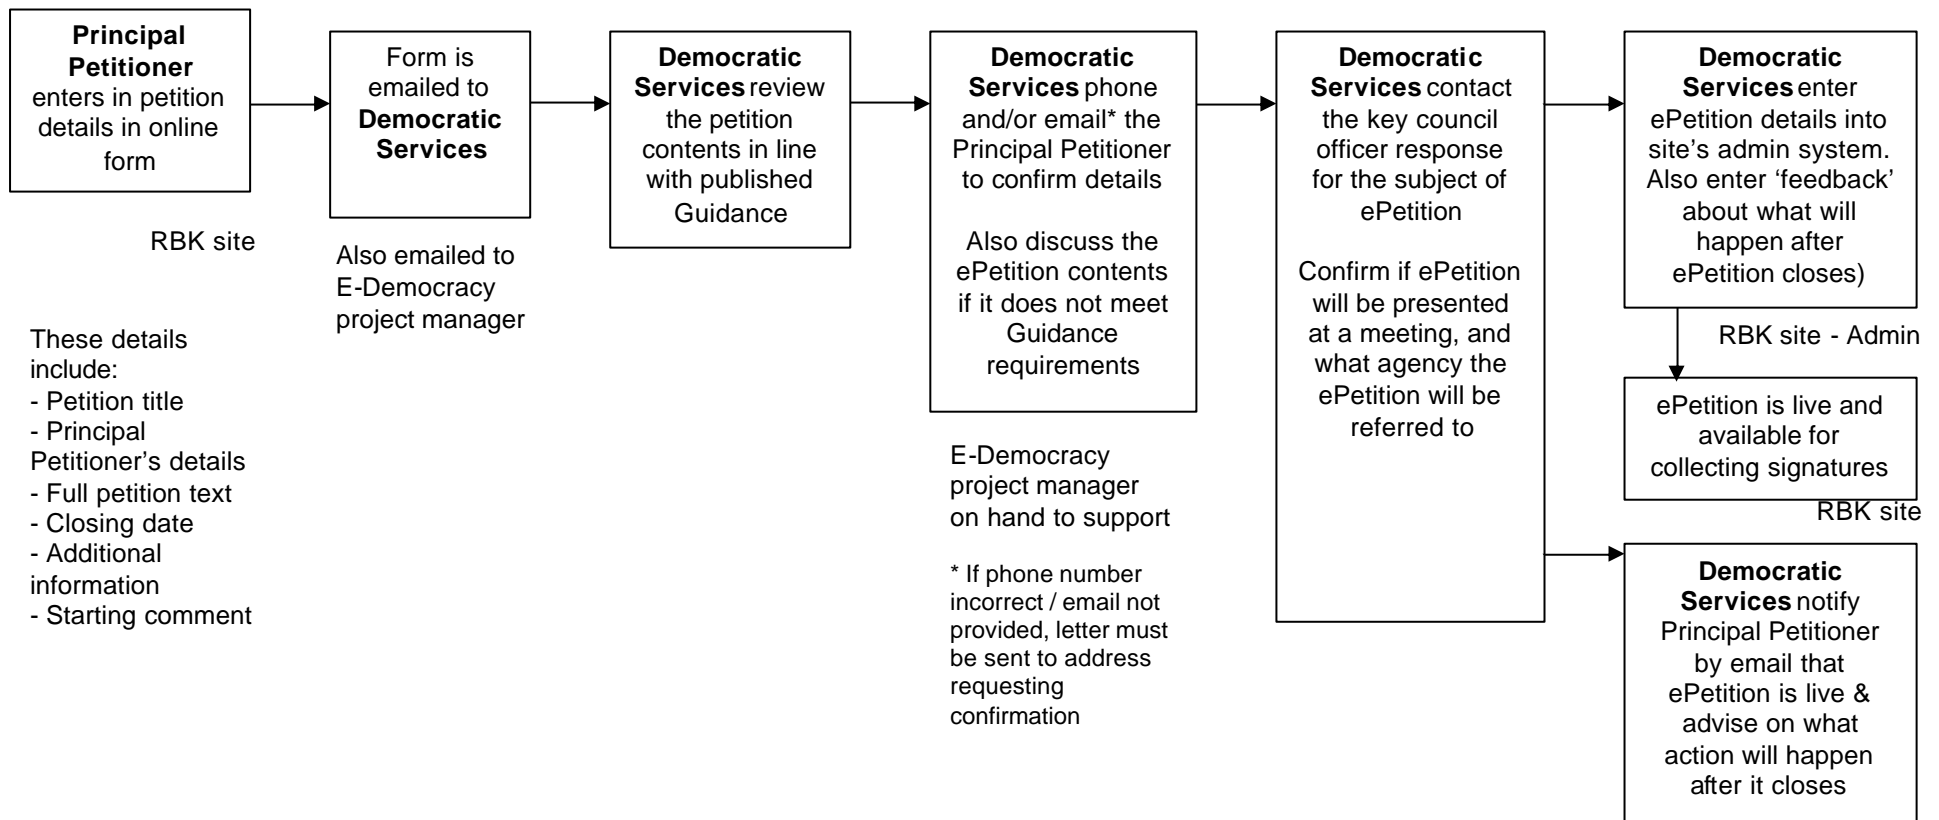 Principal
Petitioner
enters in petition
details in online
form
RBK site
These details
include:
- Petition title
- Principal
Petitioner's details
- Full petition text
- Closing date
- Additional
information
- Starting comment
Form is
emailed to
Democratic
Services
Also emailed to
E-Democracy
project manager
Democratic
Services review
the petition
contents in line
with published
Guidance
Democratic
Services phone
and/or email* the
Principal Petitioner
to confirm details
Also discuss the
ePetition contents
if it does not meet
Guidance
requirements
E-Democracy
project manager
on hand to support
* If phone number
incorrect / email not
provided, letter must
be sent to address
requesting
confirmation
Democratic
Services contact
the key council
officer response
for the subject of
ePetition
Confirm if ePetition
will be presented
at a meeting, and
what agency the
ePetition will be
referred to
Democratic
Services enter
ePetition details into
site's admin system.
Also enter 'feedback'
about what will
happen after
ePetition closes)
RBK site - Admin
ePetition is live and
available for
collecting signatures
RBK site
Democratic
Services notify
Principal Petitioner
by email that
ePetition is live &
advise on what
action will happen
after it closes